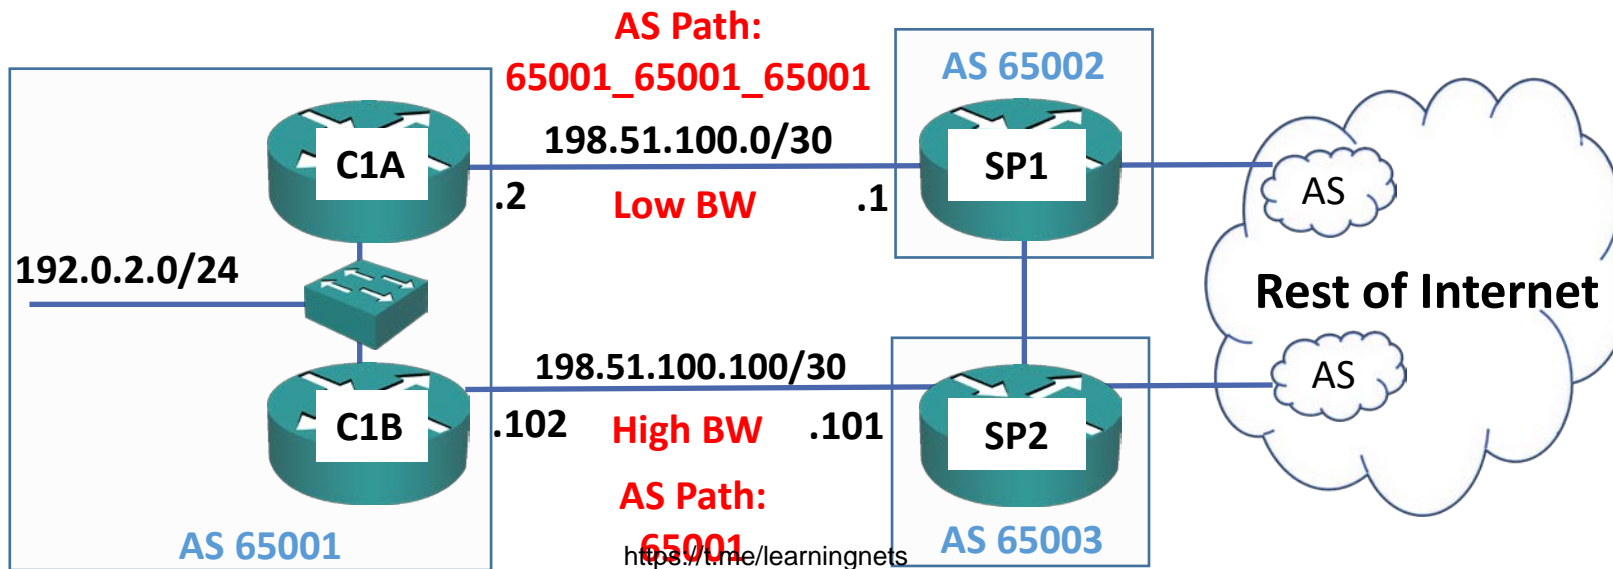 AS Path:
65001_65001_65001
AS 65002
C1A
198.51.100.0/30
SP1
.2
Low BW
.1
AS
192.0.2.0/24
Rest of Internet
198.51.100.100/30
AS
C1B
.102
High BW
.101
SP2
AS Path:
65001
AS 65001
AS 65003
https://t.me/learningnets